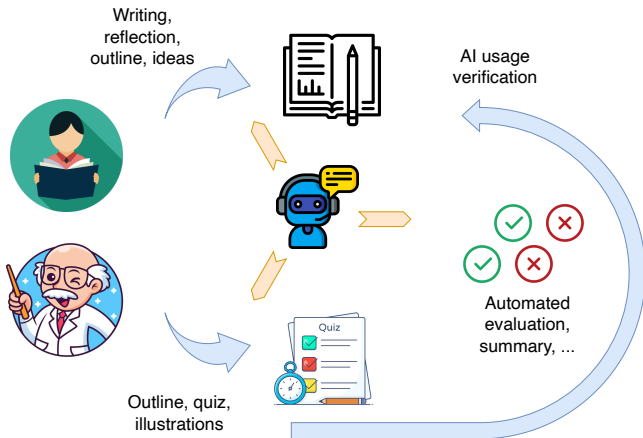 Writing,
reflection,
outline, ideas
AI usage
verification
Automated
evaluation,
summary, ...
Quiz
Outline, quiz,
illustrations